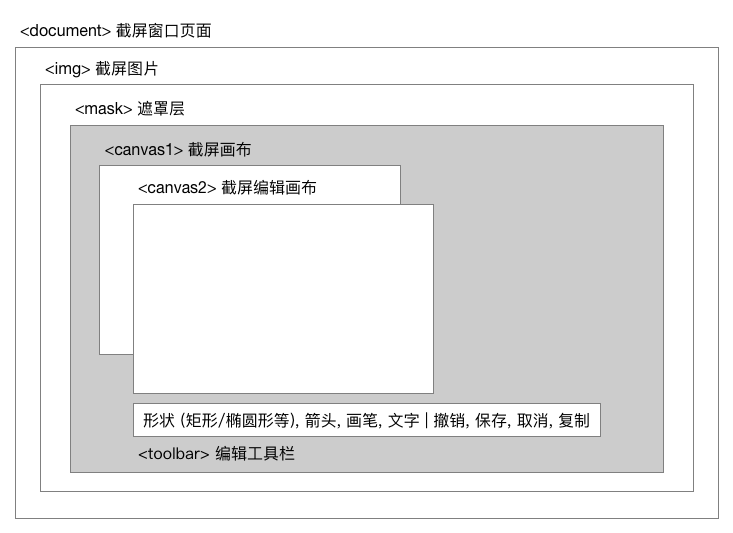 <document> 截屏窗口页面
<img> 截屏图片
<mask> 遮罩层
<canvas1> 截屏画布
<canvas2> 截屏编辑画布
形状 (矩形/椭圆形等), 箭头, 画笔, 文字 | 撤销, 保存, 取消, 复制
<toolbar> 编辑工具栏